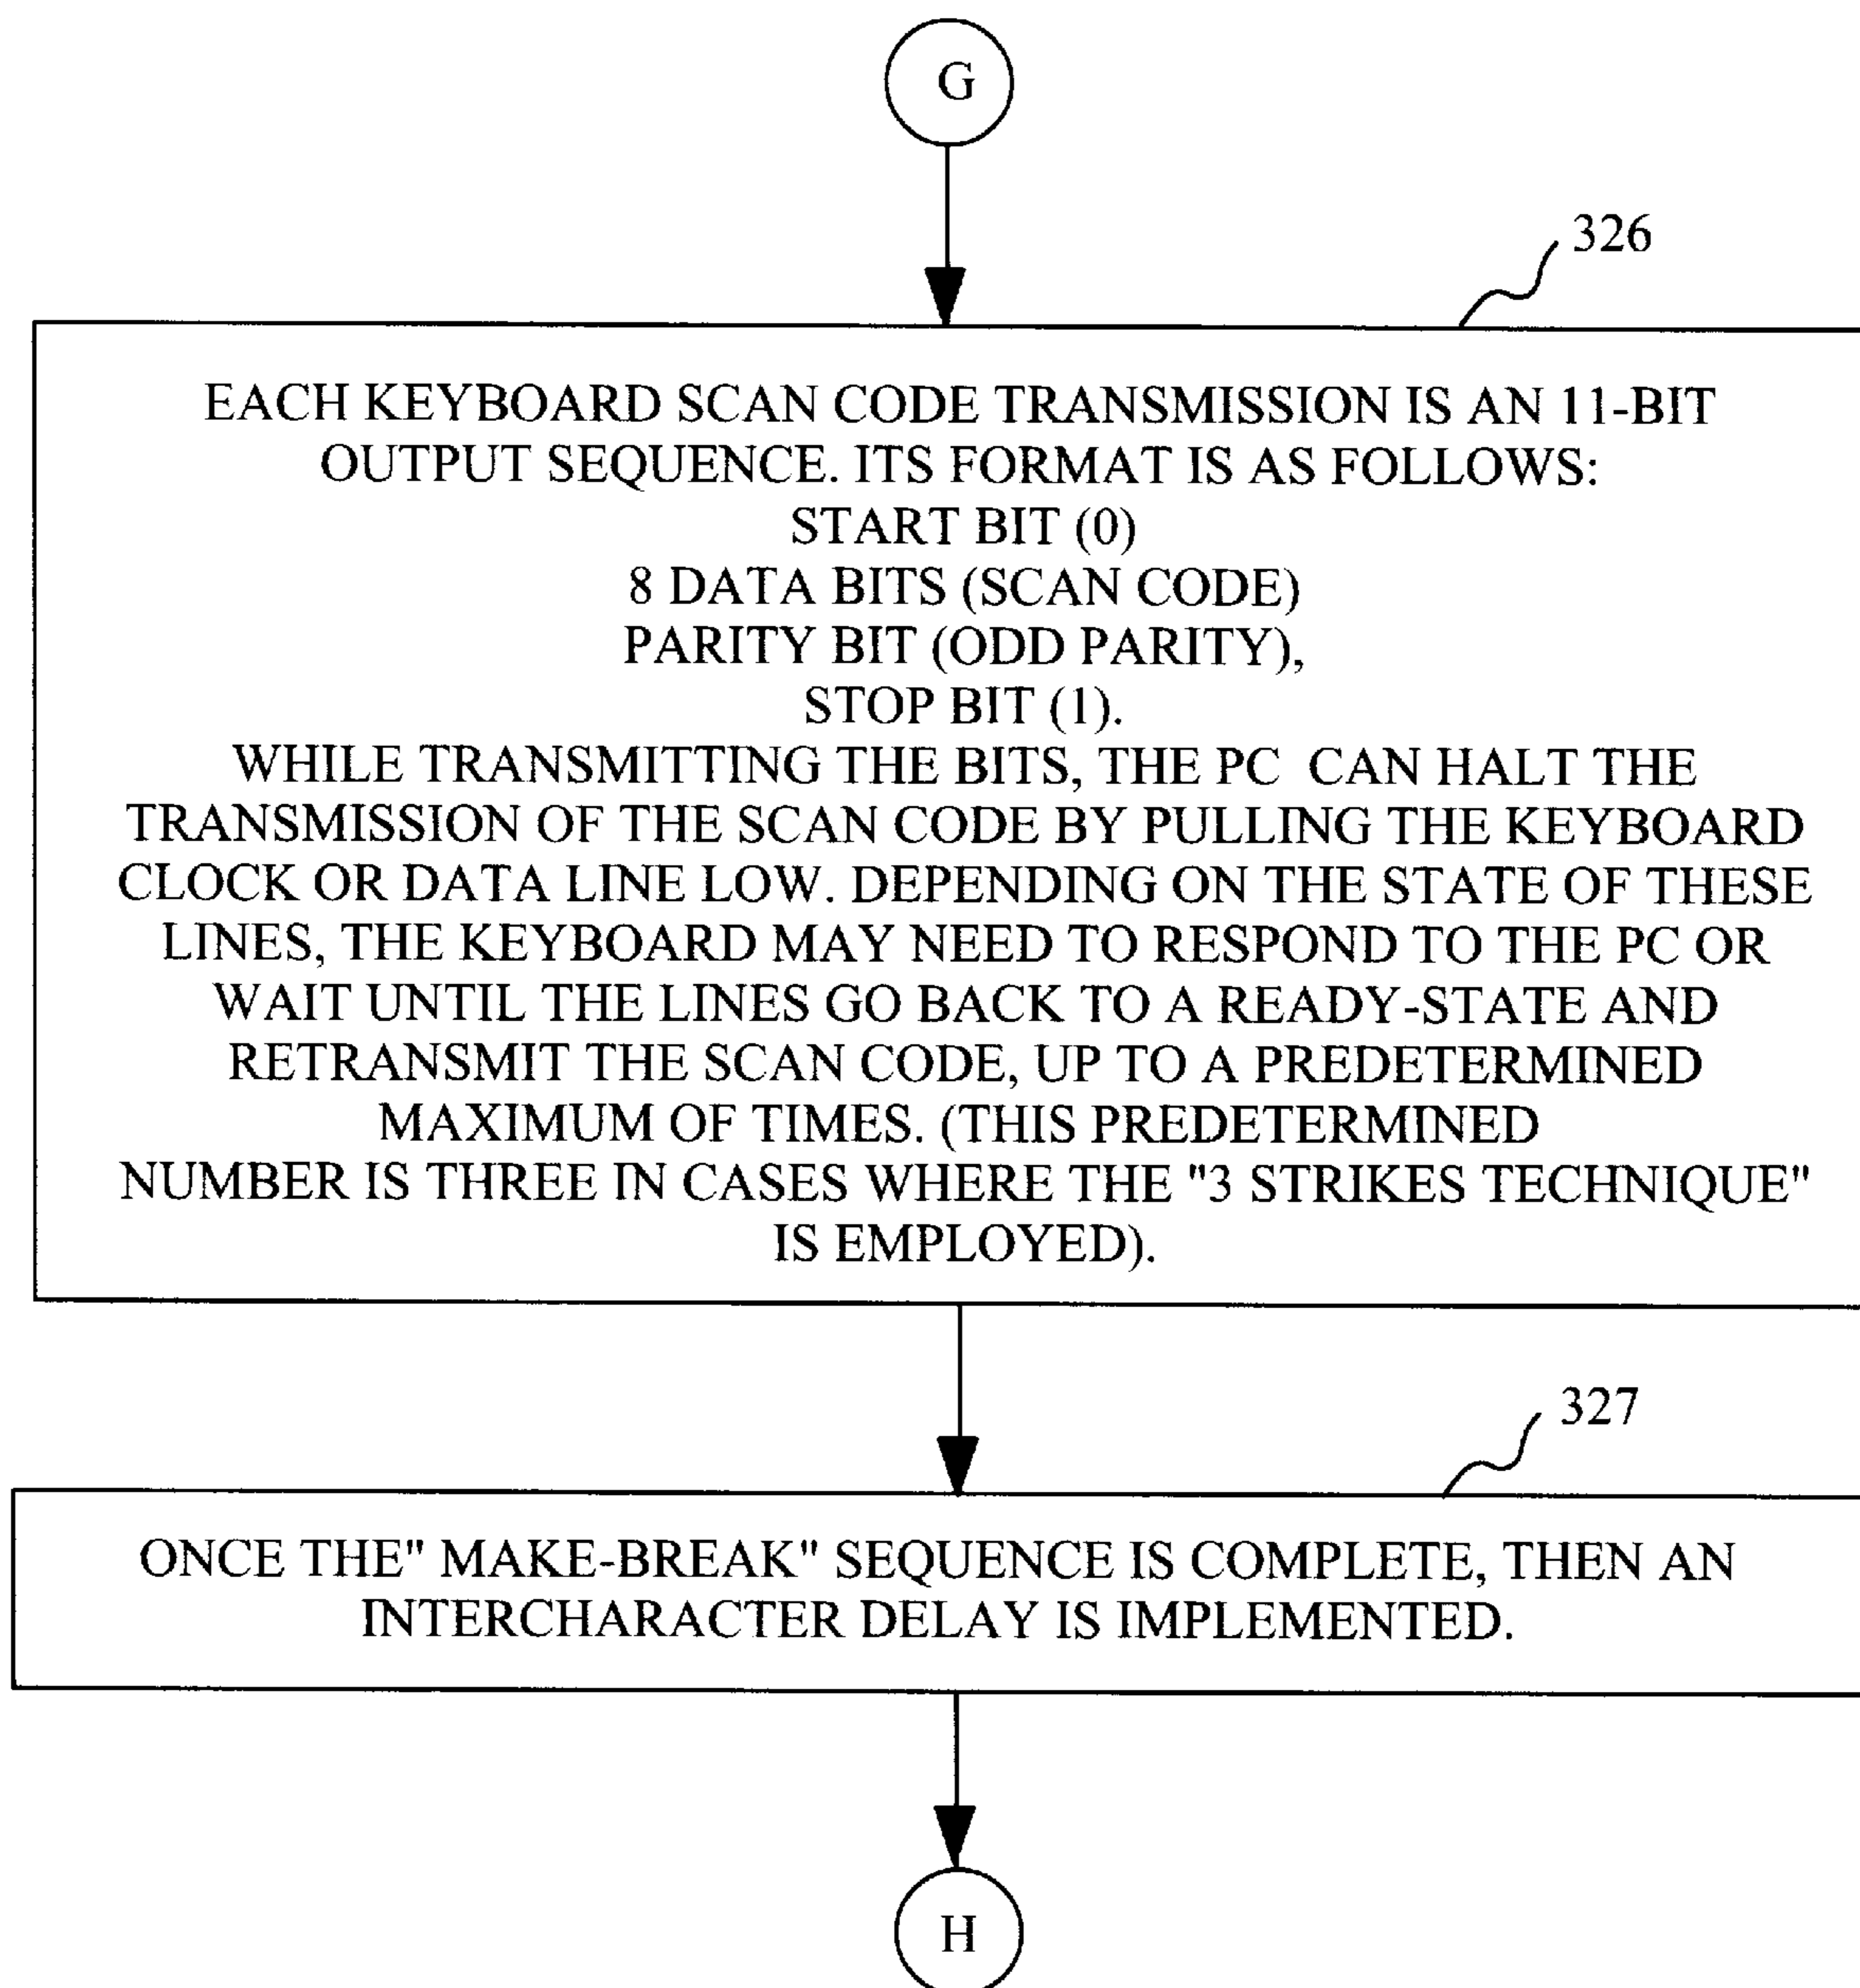 G
326
EACH KEYBOARD SCAN CODE TRANSMISSION IS AN 11-BIT
OUTPUT SEQUENCE. ITS FORMAT IS AS FOLLOWS:
START BIT (0)
8 DATA BITS (SCAN CODE)
PARITY BIT (ODD PARITY),
STOP BIT (1).
WHILE TRANSMITTING THE BITS, THE PC CAN HALT THE
TRANSMISSION OF THE SCAN CODE BY PULLING THE KEYBOARD
CLOCK OR DATA LINE LOW. DEPENDING ON THE STATE OF THESE
LINES, THE KEYBOARD MAY NEED TO RESPOND TO THE PC OR
WAIT UNTIL THE LINES GO BACK TO A READY-STATE AND
RETRANSMIT THE SCAN CODE, UP TO A PREDETERMINED
MAXIMUM OF TIMES. (THIS PREDETERMINED
NUMBER IS THREE IN CASES WHERE THE "3 STRIKES TECHNIQUE"
IS EMPLOYED).
327
ONCE THE" MAKE-BREAK" SEQUENCE IS COMPLETE, THEN AN
INTERCHARACTER DELAY IS IMPLEMENTED.
H